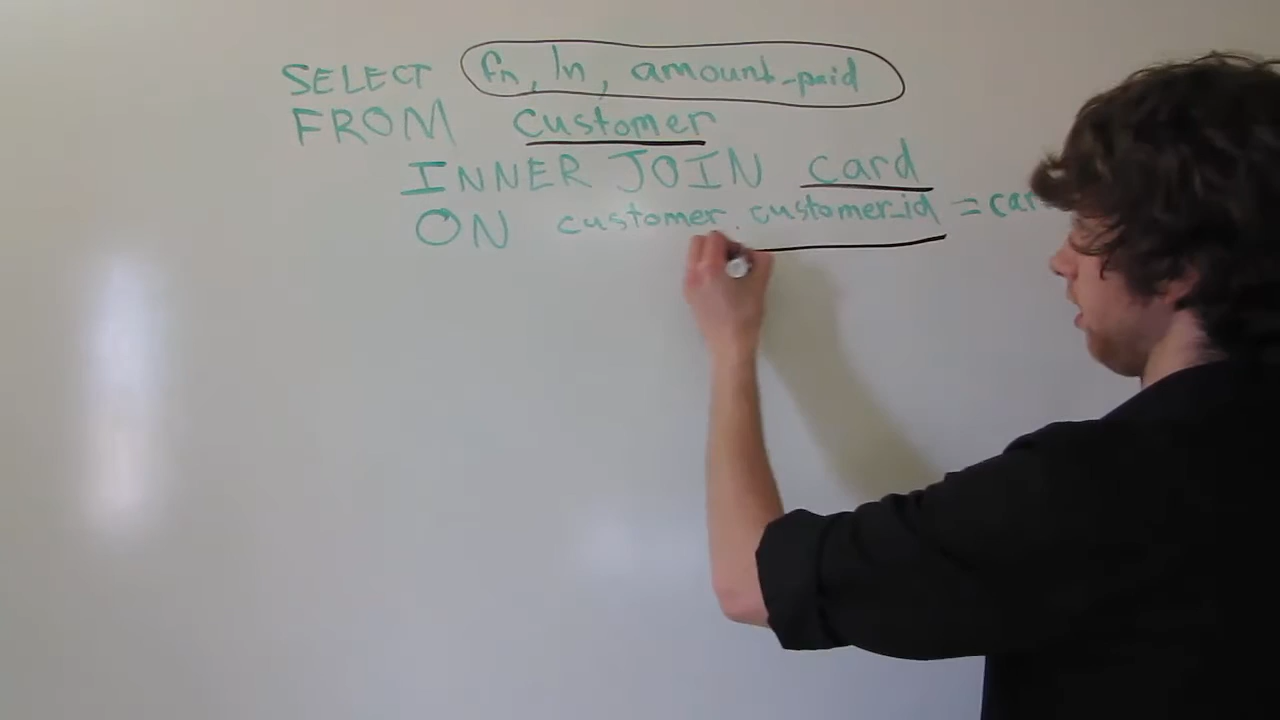 SELECT fn, ln, amount_paid
FROM customer
INNER JOIN card
ON customer.customer_id =